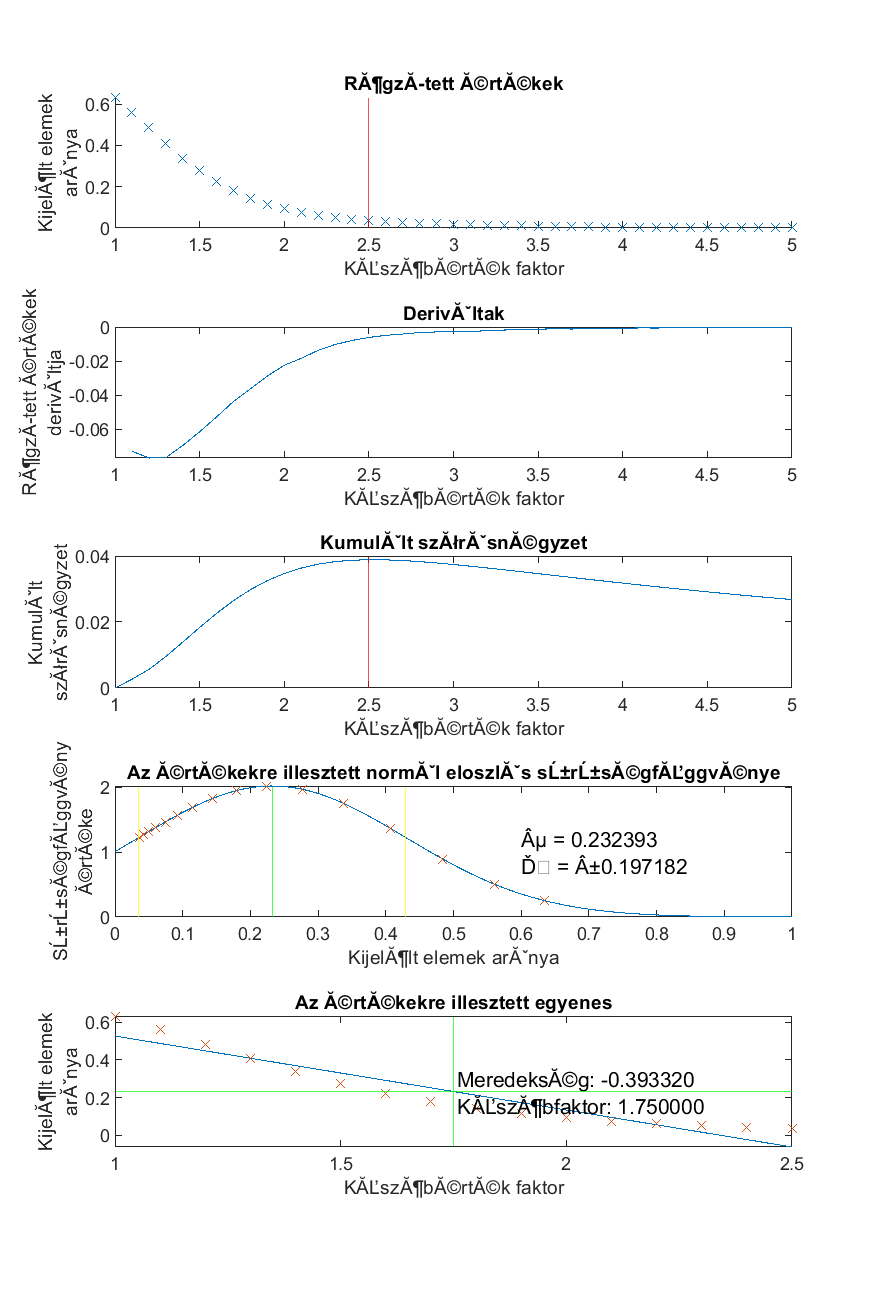 RĂ¶gzĂ­-tett Ă©rtĂ©kek
KijelĂ¶lt elemek
arĂˇnya
0.6
0.4
0.2
0
1 1.5 2 2.5 3 3.5 4 4.5 5
KĂĽszĂ¶bĂ©rtĂ©k faktor
DerivĂˇltak
RĂ¶gzĂ­-tett Ă©rtĂ©kek
derivĂˇltja
0
-0.02
-0.04
-0.06
1 1.5 2 2.5 3 3.5 4 4.5 5
KĂĽszĂ¶bĂ©rtĂ©k faktor
KumulĂˇlt szĂłrĂˇsnĂ©gyzet
KumulĂˇlt
szĂłrĂˇsnĂ©gyzet
0.04
0.02
0
1 1.5 2 2.5 3 3.5 4 4.5 5
KĂĽszĂ¶bĂ©rtĂ©k faktor
Az Ă©rtĂ©kekre illesztett normĂˇl eloszlĂˇs sĹ±rĹ±sĂ©gfĂĽggvĂ©nye
SĹ±rĹ±sĂ©gfĂĽggvĂ©ny
Ă©rtĂ©ke
2
1
0
Âµ = 0.232393
Ď□ = Â±0.197182
0 0.1 0.2 0.3 0.4 0.5 0.6 0.7 0.8 0.9 1
KijelĂ¶lt elemek arĂˇnya
Az Ă©rtĂ©kekre illesztett egyenes
KijelĂ¶lt elemek
arĂˇnya
0.6
0.4
0.2
0
MeredeksĂ©g: -0.393320
KĂĽszĂ¶bfaktor: 1.750000
1 1.5 2 2.5
KĂĽszĂ¶bĂ©rtĂ©k faktor